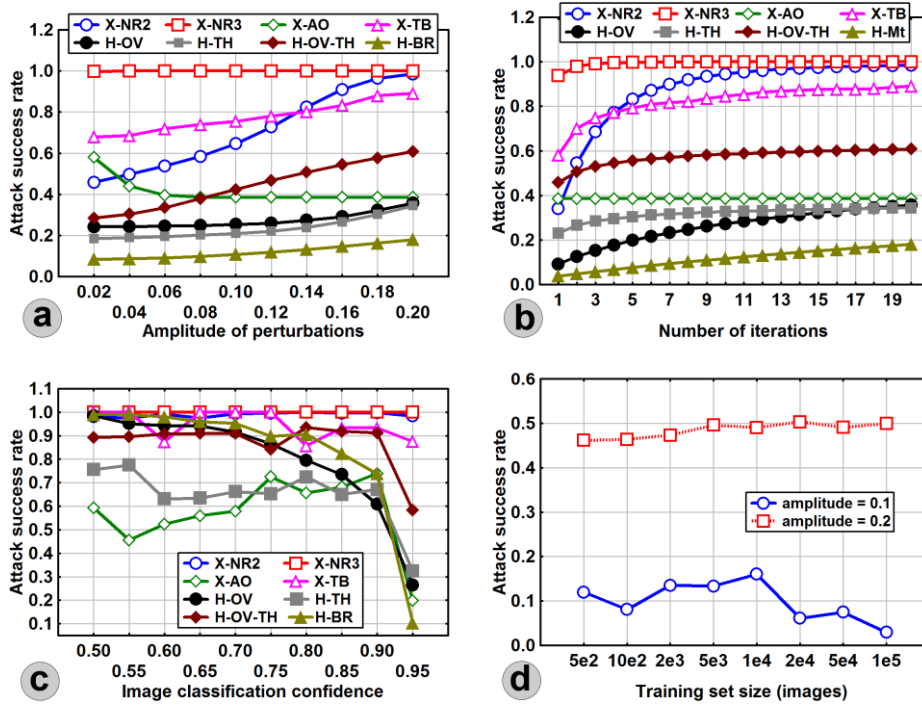 X-NR2 X-NR3 X-AO X-TB
H-OV H-TH H-OV-TH H-BR
1.2
1.0
0.8
0.6
0.4
0.2
0.0
Attack success rate
0.02 0.06 0.10 0.14 0.18
0.04 0.08 0.12 0.16 0.20
Amplitude of perturbations
a
X-NR2 X-NR3 X-AO X-TB
H-OV H-TH H-OV-TH H-Mt
1.2
1.0
0.8
0.6
0.4
0.2
0.0
Attack success rate
1 3 5 7 9 11 13 15 17 19
Number of iterations
b
1.1
1.0
0.9
0.8
0.7
0.6
0.5
0.4
0.3
0.2
0.1
Attack success rate
X-NR2 X-NR3
X-AO X-TB
H-OV H-TH
H-OV-TH H-BR
0.50 0.60 0.70 0.80 0.90
0.55 0.65 0.75 0.85 0.95
Image classification confidence
c
0.6
0.5
0.4
0.3
0.2
0.1
0.0
Attack success rate
amplitude = 0.1
amplitude = 0.2
5e2 10e2 2e3 5e3 1e4 2e4 5e4 1e5
Training set size (images)
d